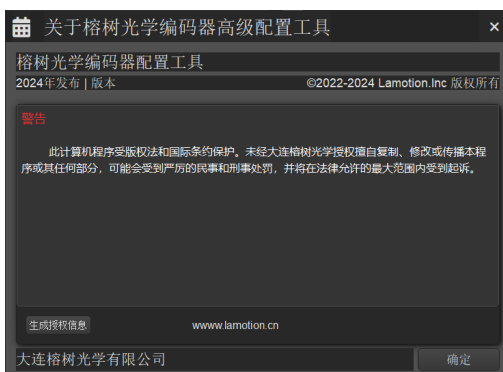 关于榕树光学编码器高级配置工具
榕树光学编码器配置工具
2024年发布 | 版本 ©2022-2024 Lamotion.Inc 版权所有
警告
此计算机程序受版权法和国际条约保护。未经大连榕树光学授权擅自复制、修改或传播本程
序或其任何部分，可能会受到严厉的民事和刑事处罚，并将在法律允许的最大范围内受到起诉。
生成授权信息 wwww.lamotion.cn
大连榕树光学有限公司 确定